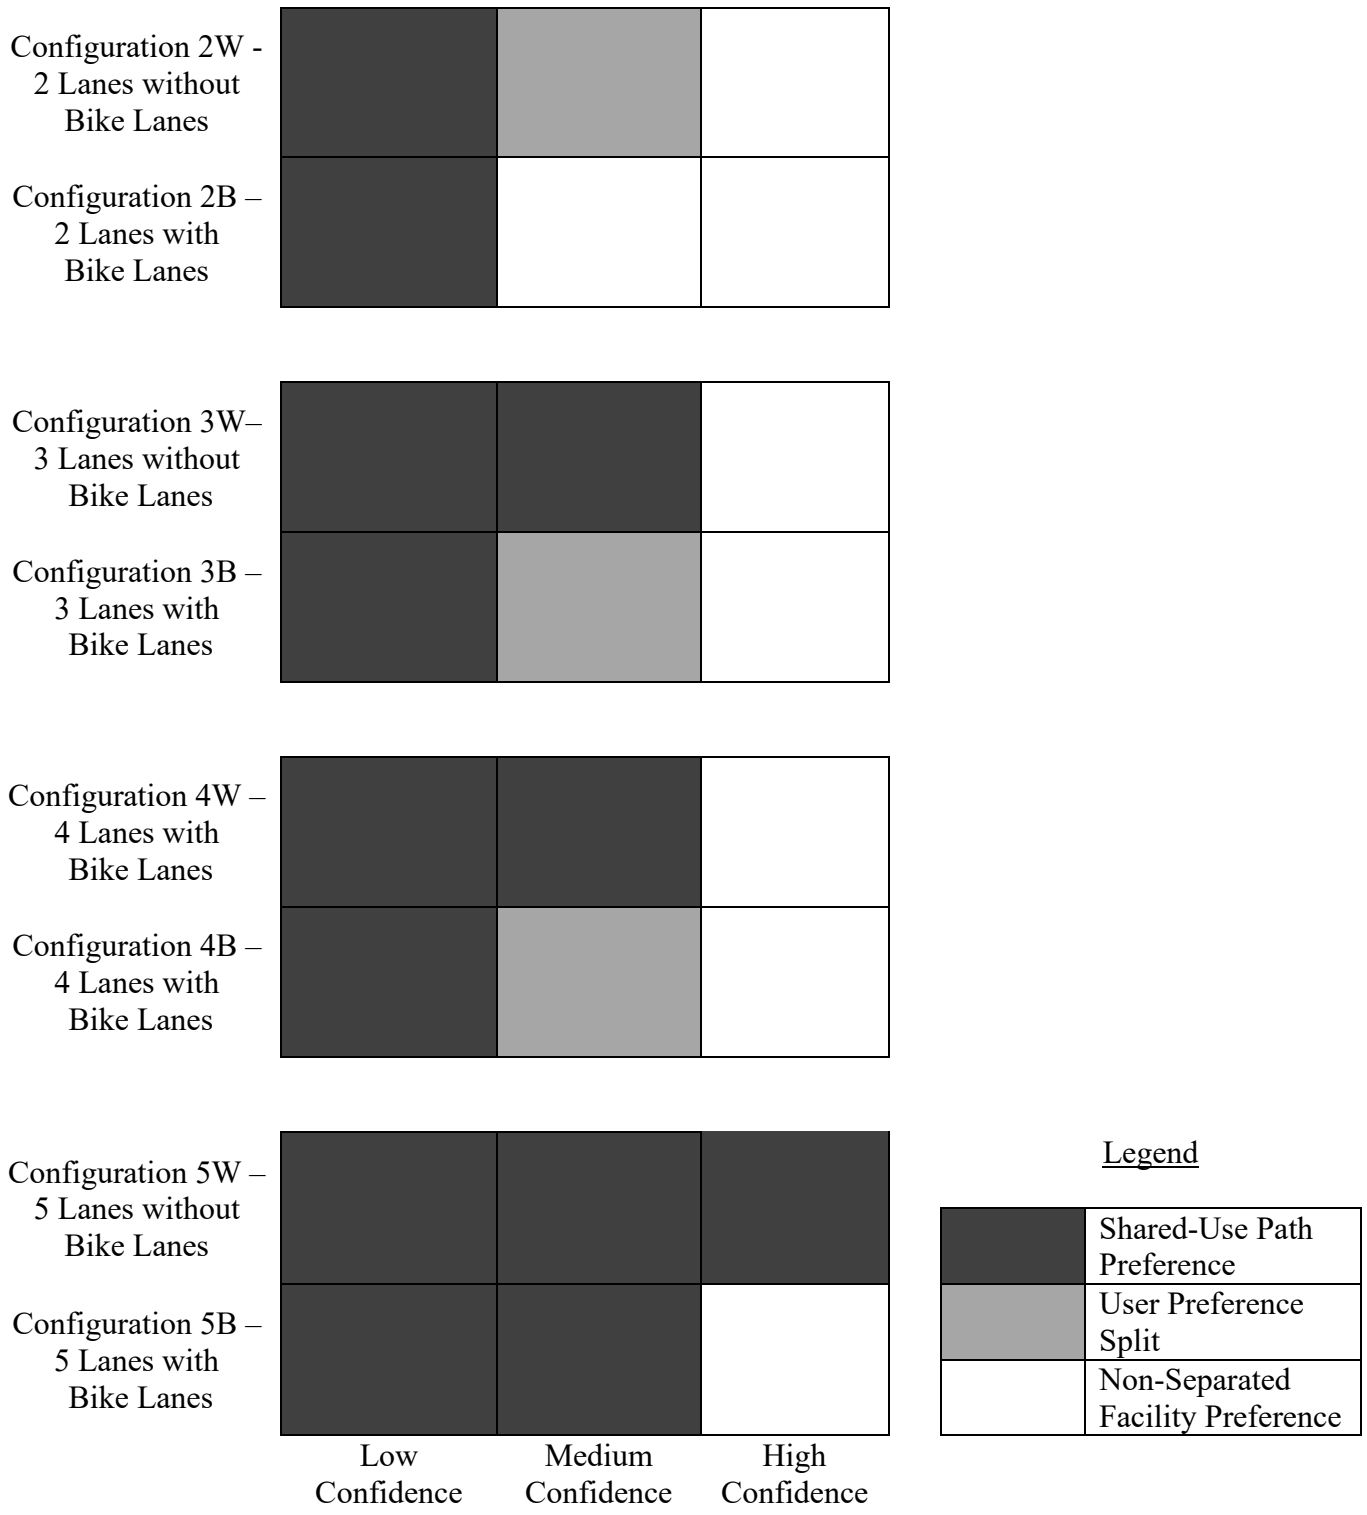 Configuration 2W -
2 Lanes without
Bike Lanes
Configuration 2B –
2 Lanes with
Bike Lanes
Configuration 3W–
3 Lanes without
Bike Lanes
Configuration 3B –
3 Lanes with
Bike Lanes
Configuration 4W –
4 Lanes with
Bike Lanes
Configuration 4B –
4 Lanes with
Bike Lanes
Configuration 5W –
5 Lanes without
Bike Lanes
Configuration 5B –
5 Lanes with
Bike Lanes
Low
Confidence
Medium
Confidence
High
Confidence
Legend
Shared-Use Path
Preference
User Preference
Split
Non-Separated
Facility Preference